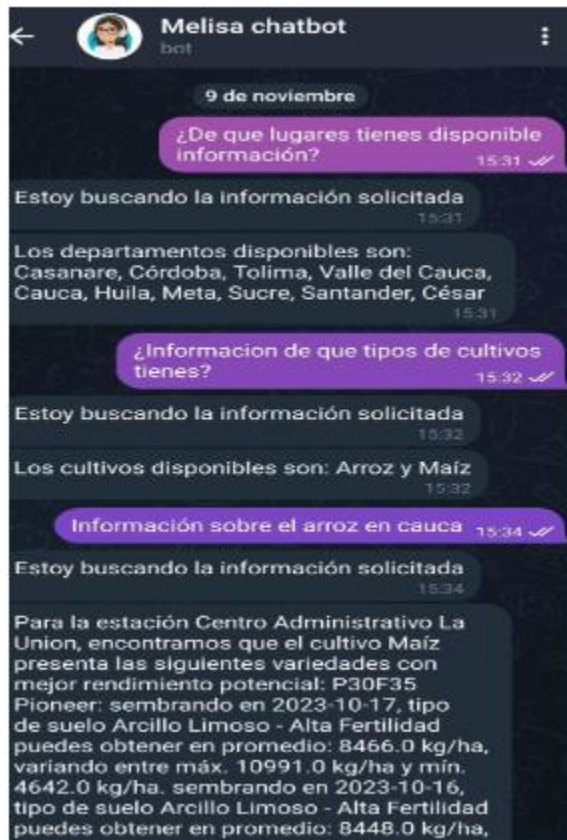 Melisa chatbot
bot
9 de noviembre
¿De que lugares tienes disponible
información?
15:31
Estoy buscando la información solicitada
15:31
Los departamentos disponibles son:
Casanare, Córdoba, Tolima, Valle del Cauca,
Cauca, Huila, Meta, Sucre, Santander, César
15:31
¿Informacion de que tipos de cultivos
tienes?
15:32
Estoy buscando la información solicitada
15:32
Los cultivos disponibles son: Arroz y Maíz
15:32
Información sobre el arroz en cauca 15:34
Estoy buscando la información solicitada
15:34
Para la estación Centro Administrativo La
Union, encontramos que el cultivo Maíz
presenta las siguientes variedades con
mejor rendimiento potencial: P30F35
Pioneer: sembrando en 2023-10-17, tipo
de suelo Arcillo Limoso - Alta Fertilidad
puedes obtener en promedio: 8466.0 kg/ha,
variando entre máx. 10991.0 kg/ha y mín.
4642.0 kg/ha. sembrando en 2023-10-16,
tipo de suelo Arcillo Limoso - Alta Fertilidad
puedes obtener en promedio: 8448.0 kg/ha,